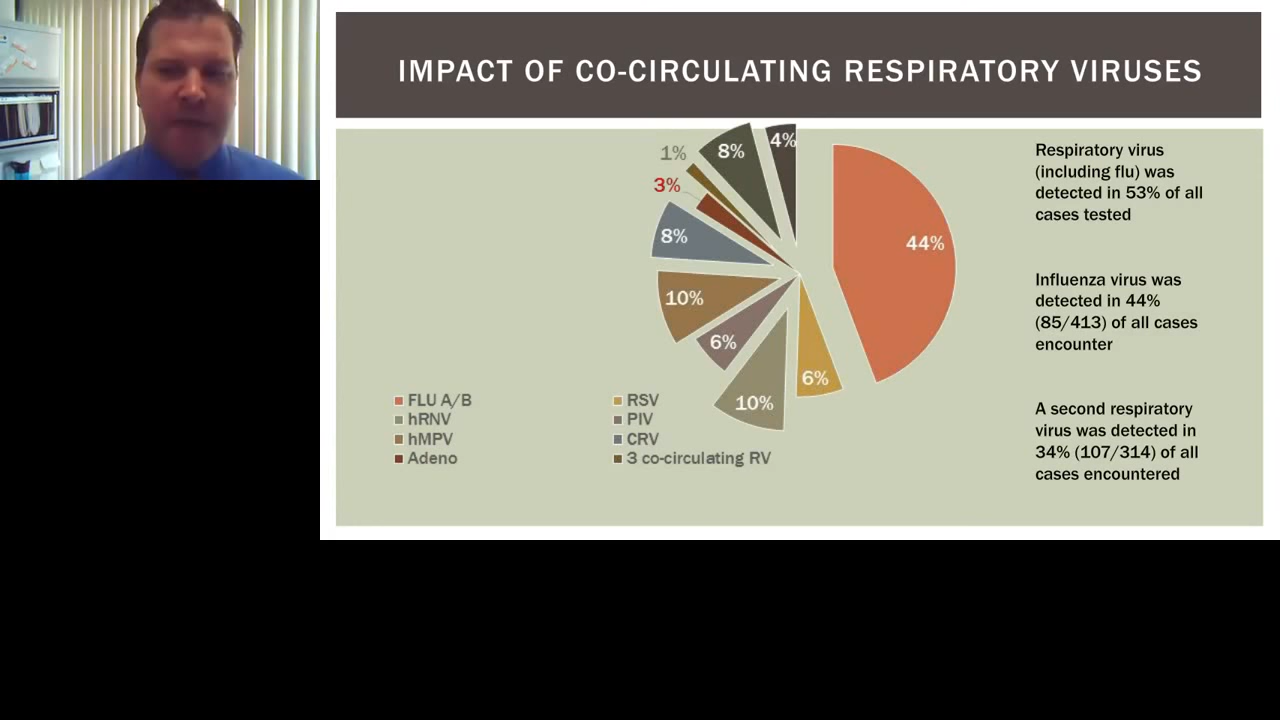 IMPACT OF CO-CIRCULATING RESPIRATORY VIRUSES
4%
8%
1%
3%
8%
44%
10%
6%
6%
10%
FLU A/B
RSV
hRNV
PIV
hMPV
CRV
Adeno
3 co-circulating RV
Respiratory virus
(including flu) was
detected in 53% of all
cases tested
Influenza virus was
detected in 44%
(85/413) of all cases
encounter
A second respiratory
virus was detected in
34% (107/314) of all
cases encountered